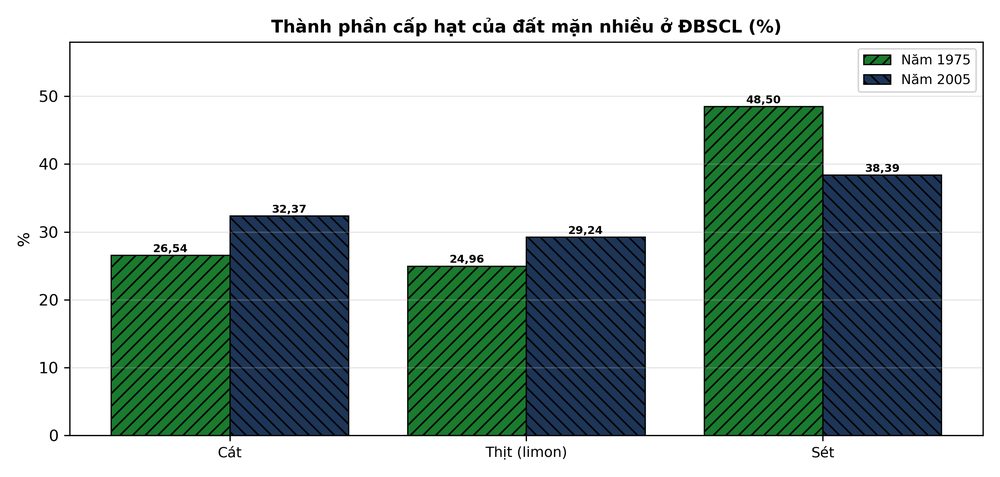 Thành phần cấp hạt của đất mặn nhiều ở ĐBSCL (%)
Năm 1975
Năm 2005
%
50
40
30
20
10
0
26,54
32,37
24,96
29,24
48,50
38,39
Cát
Thịt (limon)
Sét